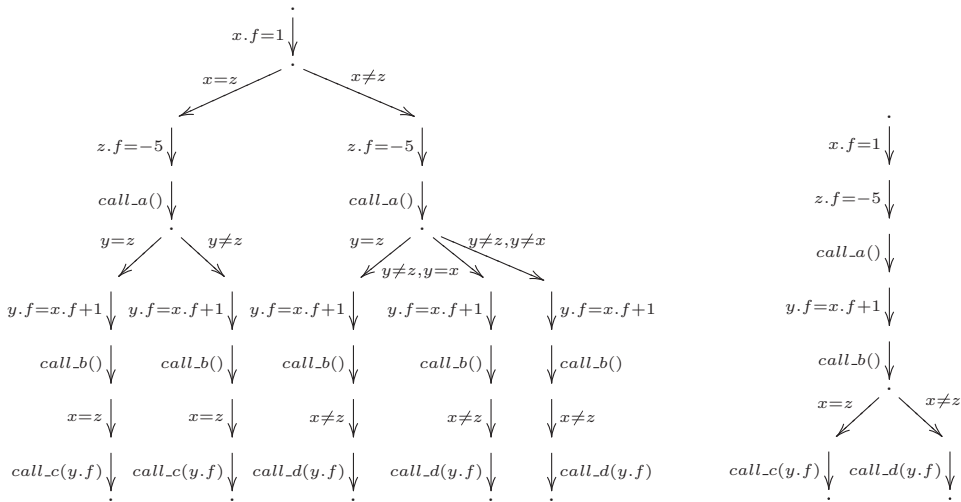 x.f=1
x=z x≠z
z.f=−5 z.f=−5
call_a() call_a()
y=z y≠z y=z y≠z,y≠x
y≠z,y=x
y.f=x.f+1 y.f=x.f+1 y.f=x.f+1 y.f=x.f+1 y.f=x.f+1
call_b() call_b() call_b() call_b() call_b()
x=z x=z x≠z x≠z x≠z
call_c(y.f) call_c(y.f) call_d(y.f) call_d(y.f) call_d(y.f)
x.f=1
z.f=−5
call_a()
y.f=x.f+1
call_b()
x=z x≠z
call_c(y.f) call_d(y.f)